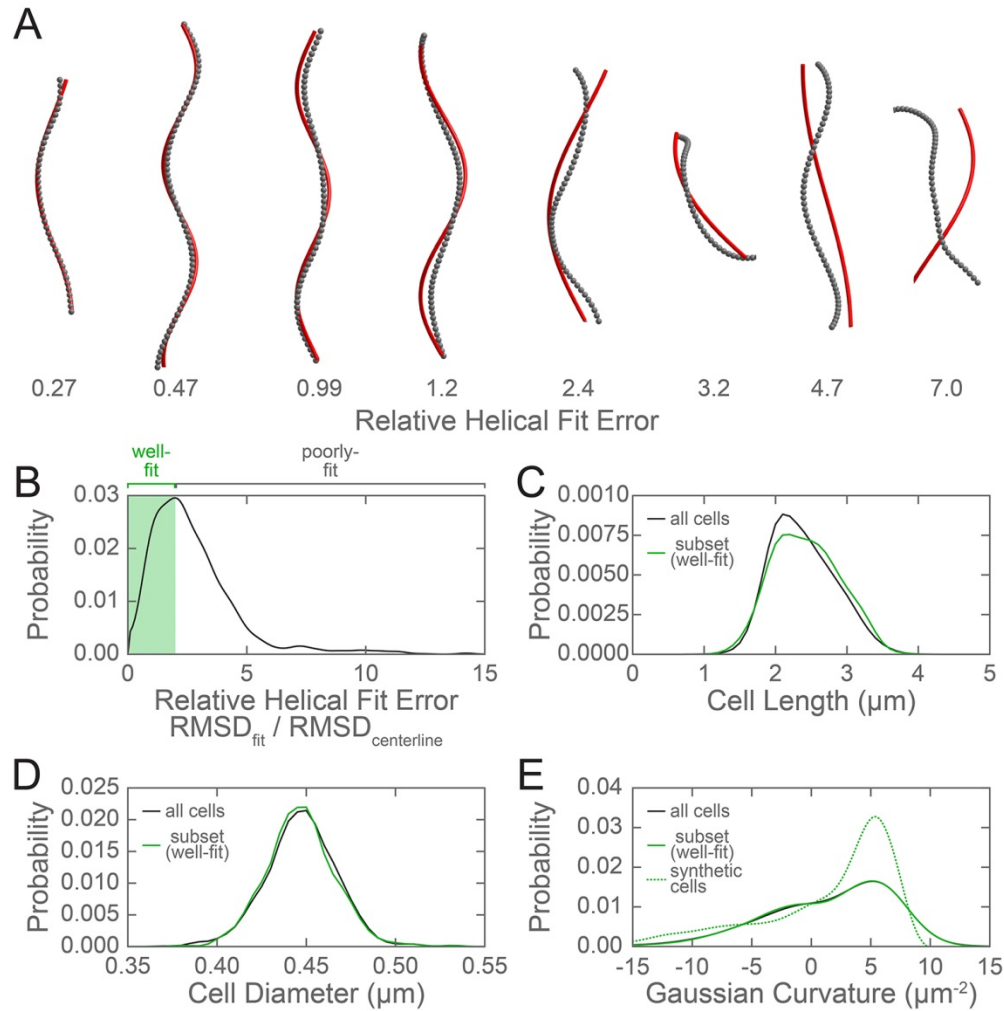 A
0.27 0.47 0.99 1.2 2.4 3.2 4.7 7.0
Relative Helical Fit Error
B
well-
fit
poorly-
fit
0.03
0.02
0.01
0.00
Probability
0 5 10 15
Relative Helical Fit Error
RMSD_fit / RMSD_centerline
C
0.0010
0.0075
0.0050
0.0025
0.0000
Probability
all cells
subset
(well-fit)
0 1 2 3 4 5
Cell Length (µm)
D
0.025
0.020
0.015
0.010
0.005
0.000
Probability
all cells
subset
(well-fit)
0.35 0.40 0.45 0.50 0.55
Cell Diameter (µm)
E
0.04
0.03
0.02
0.01
0.00
Probability
all cells
subset
(well-fit)
synthetic
cells
-15 -10 -5 0 5 10 15
Gaussian Curvature (µm⁻²)